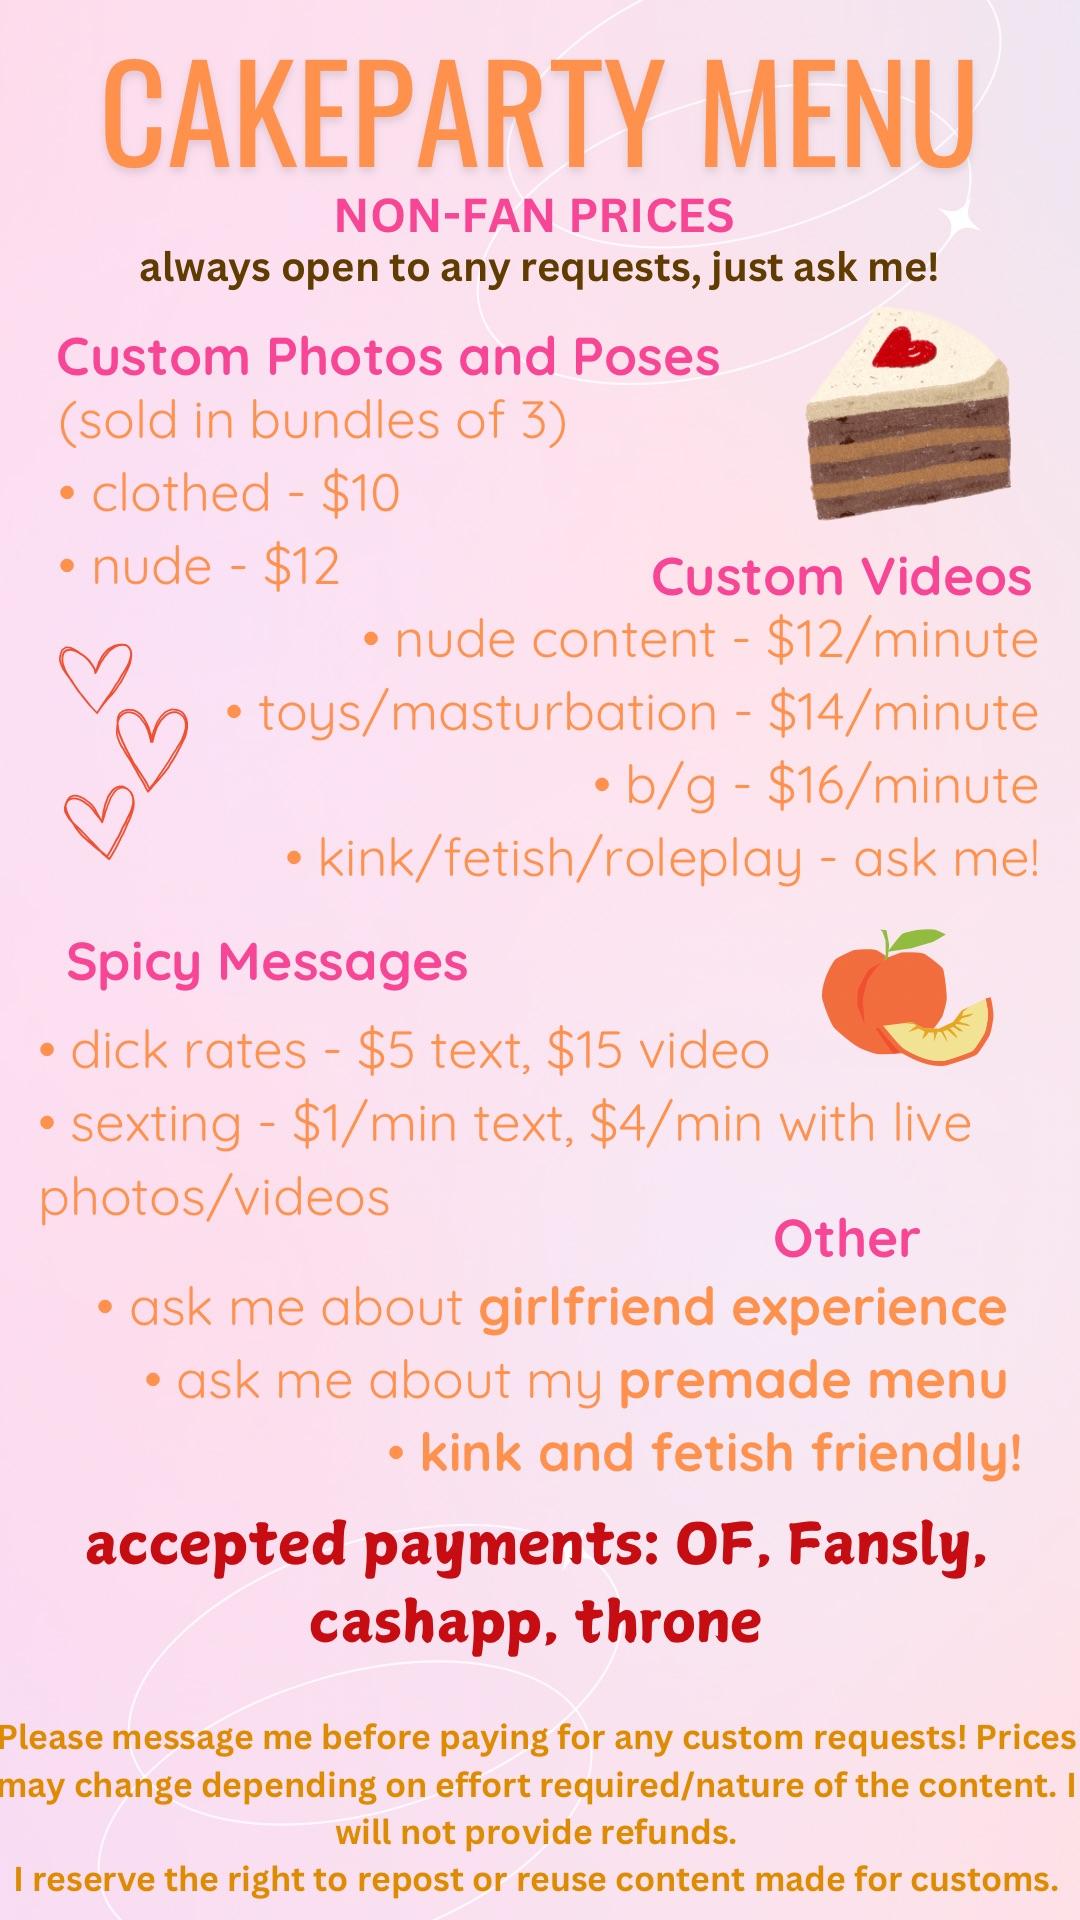 CAKEPARTY MENU
NON-FAN PRICES
always open to any requests, just ask me!
Custom Photos and Poses
(sold in bundles of 3)
• clothed - $10
• nude - $12
Custom Videos
• nude content - $12/minute
• toys/masturbation - $14/minute
• b/g - $16/minute
• kink/fetish/roleplay - ask me!
Spicy Messages
• dick rates - $5 text, $15 video
• sexting - $1/min text, $4/min with live
photos/videos
Other
• ask me about girlfriend experience
• ask me about my premade menu
• kink and fetish friendly!
accepted payments: OF, Fansly,
cashapp, throne
Please message me before paying for any custom requests! Prices
may change depending on effort required/nature of the content. I
will not provide refunds.
I reserve the right to repost or reuse content made for customs.